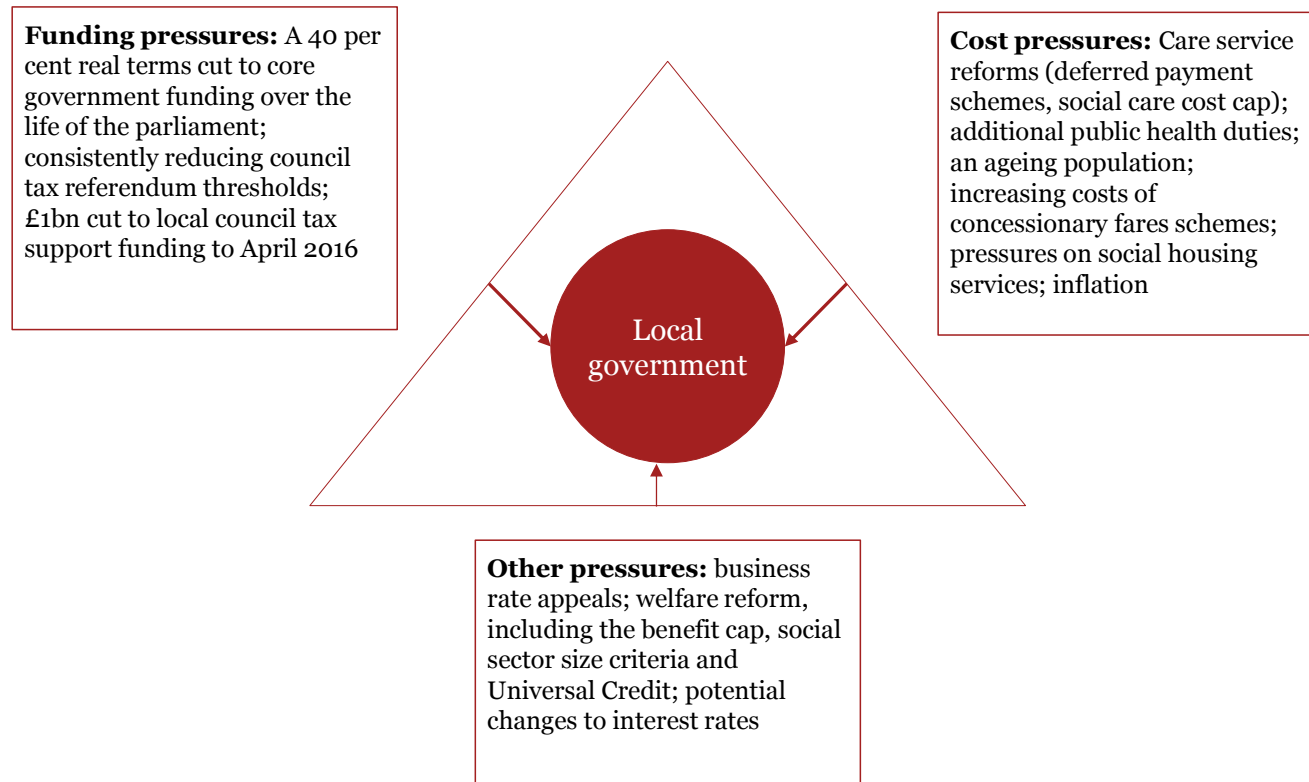 Funding pressures: A 40 per
cent real terms cut to core
government funding over the
life of the parliament;
consistently reducing council
tax referendum thresholds;
£1bn cut to local council tax
support funding to April 2016
Cost pressures: Care service
reforms (deferred payment
schemes, social care cost cap);
additional public health duties;
an ageing population;
increasing costs of
concessionary fares schemes;
pressures on social housing
services; inflation
Local
government
Other pressures: business
rate appeals; welfare reform,
including the benefit cap, social
sector size criteria and
Universal Credit; potential
changes to interest rates